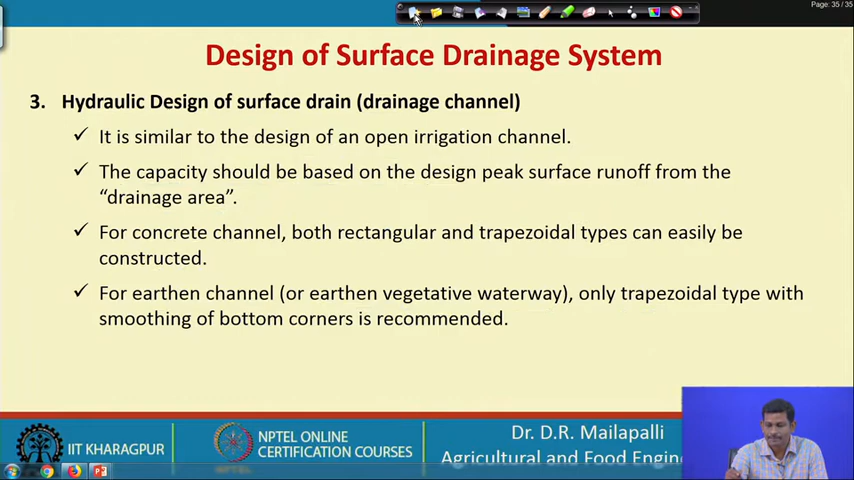 Page: 35 / 35
Design of Surface Drainage System
3. Hydraulic Design of surface drain (drainage channel)
✓ It is similar to the design of an open irrigation channel.
✓ The capacity should be based on the design peak surface runoff from the
“drainage area”.
✓ For concrete channel, both rectangular and trapezoidal types can easily be
constructed.
✓ For earthen channel (or earthen vegetative waterway), only trapezoidal type with
smoothing of bottom corners is recommended.
IIT KHARAGPUR
NPTEL
NPTEL ONLINE
CERTIFICATION COURSES
Dr. D.R. Mailapalli
Agricultural and Food Engine